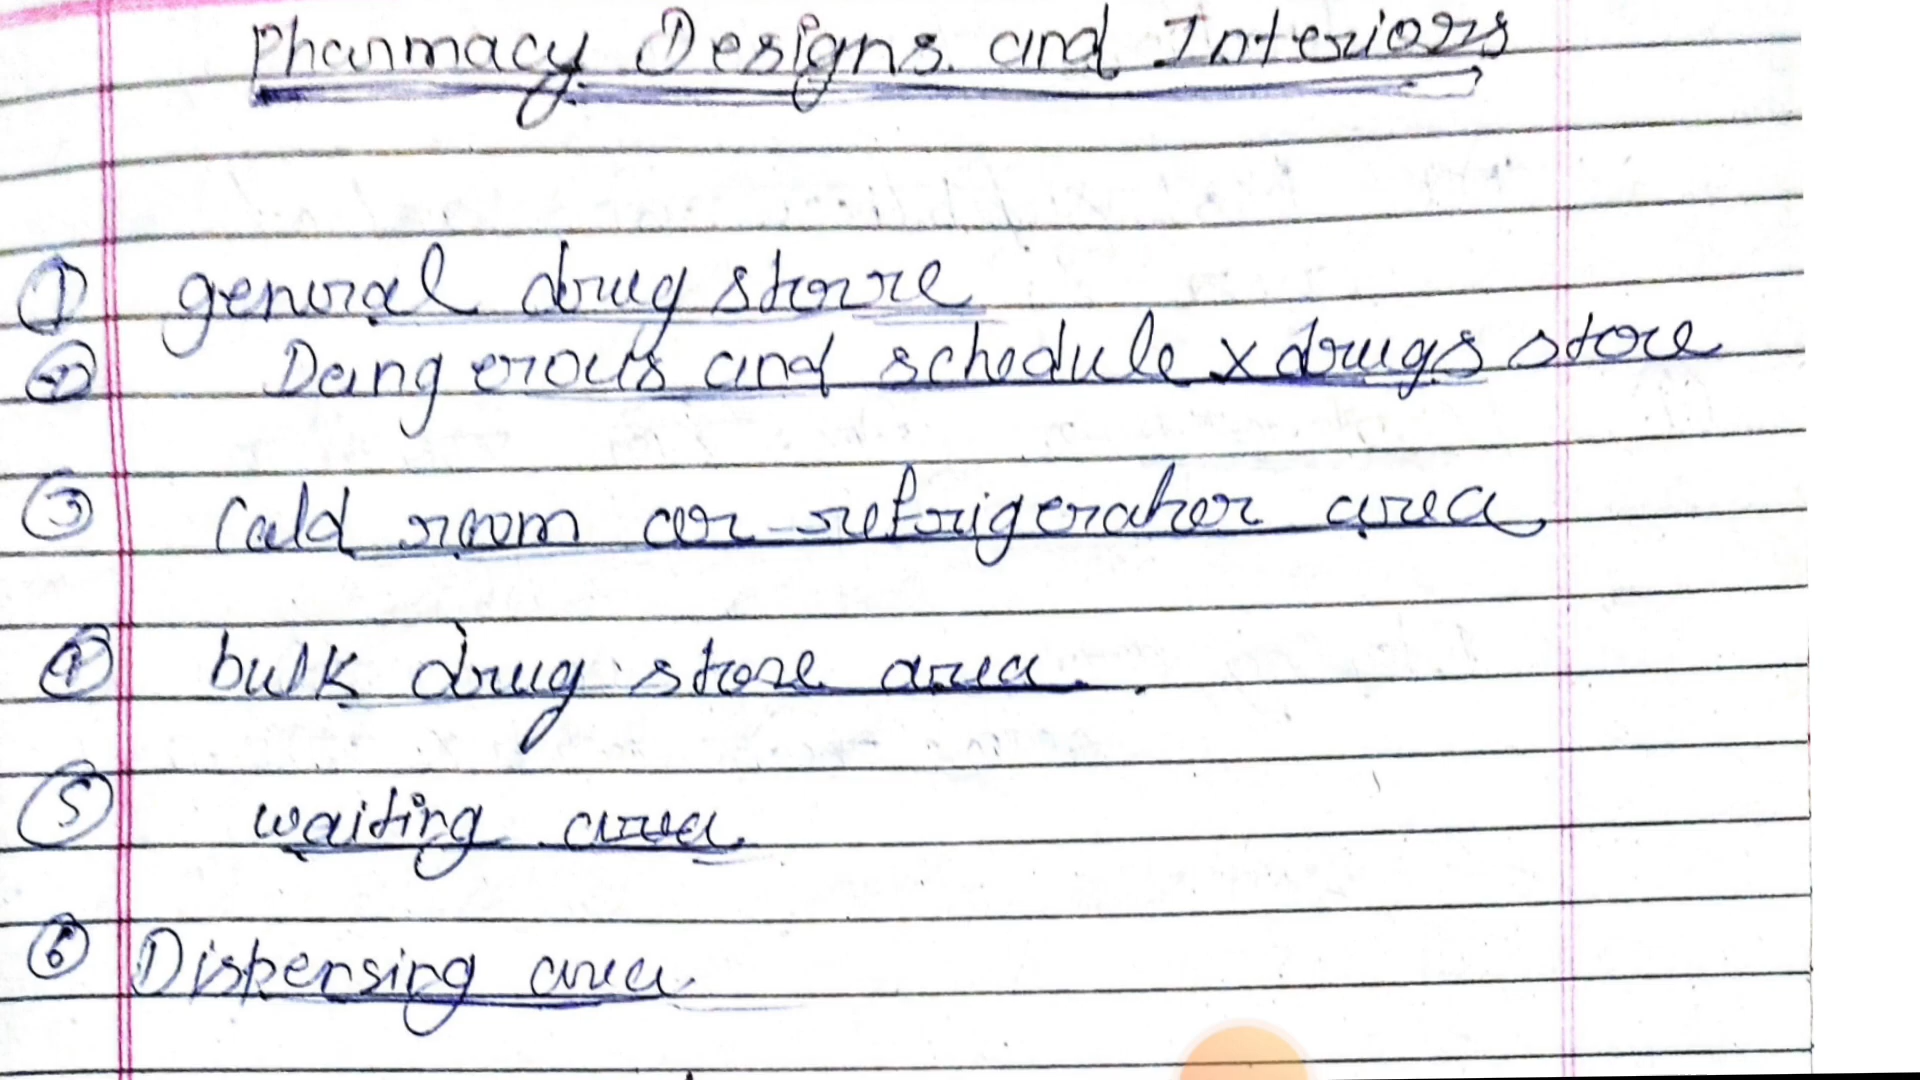 Pharmacy Designs and Interiors
① general drug store
② Dangerous and schedule x drugs store
③ Cold room or refrigerator area
④ bulk drug store area.
⑤ waiting area
⑥ Dispensing area.